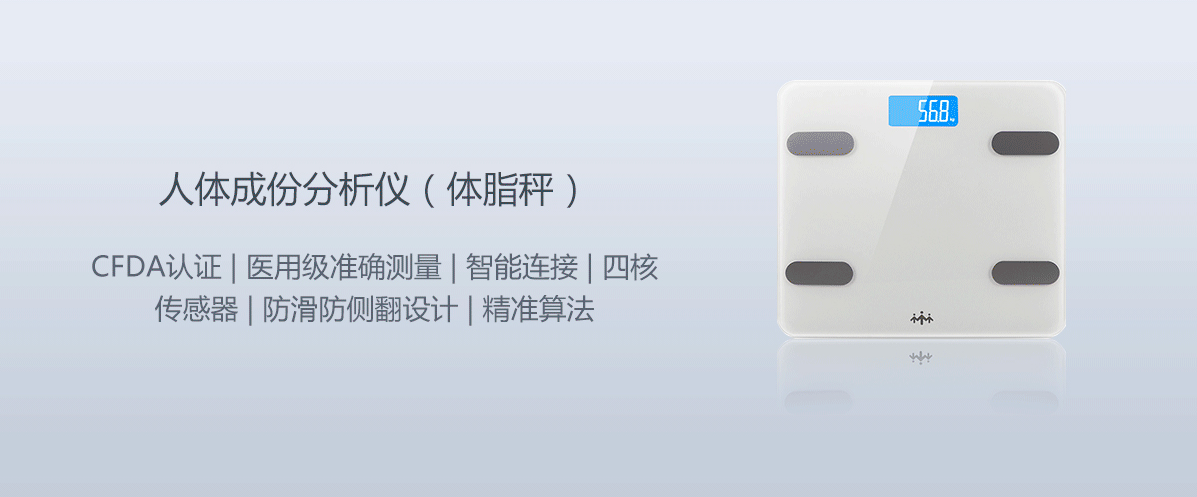 人体成份分析仪（体脂秤）
CFDA认证 | 医用级准确测量 | 智能连接 | 四核
传感器 | 防滑防侧翻设计 | 精准算法
56.8